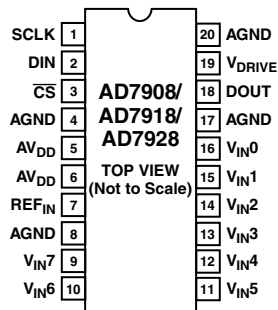 SCLK 1
DIN 2
CS 3
AGND 4
AVDD 5
AVDD 6
REFIN 7
AGND 8
VIN7 9
VIN6 10
AD7908/
AD7918/
AD7928
TOP VIEW
(Not to Scale)
20 AGND
19 VDRIVE
18 DOUT
17 AGND
16 VIN0
15 VIN1
14 VIN2
13 VIN3
12 VIN4
11 VIN5